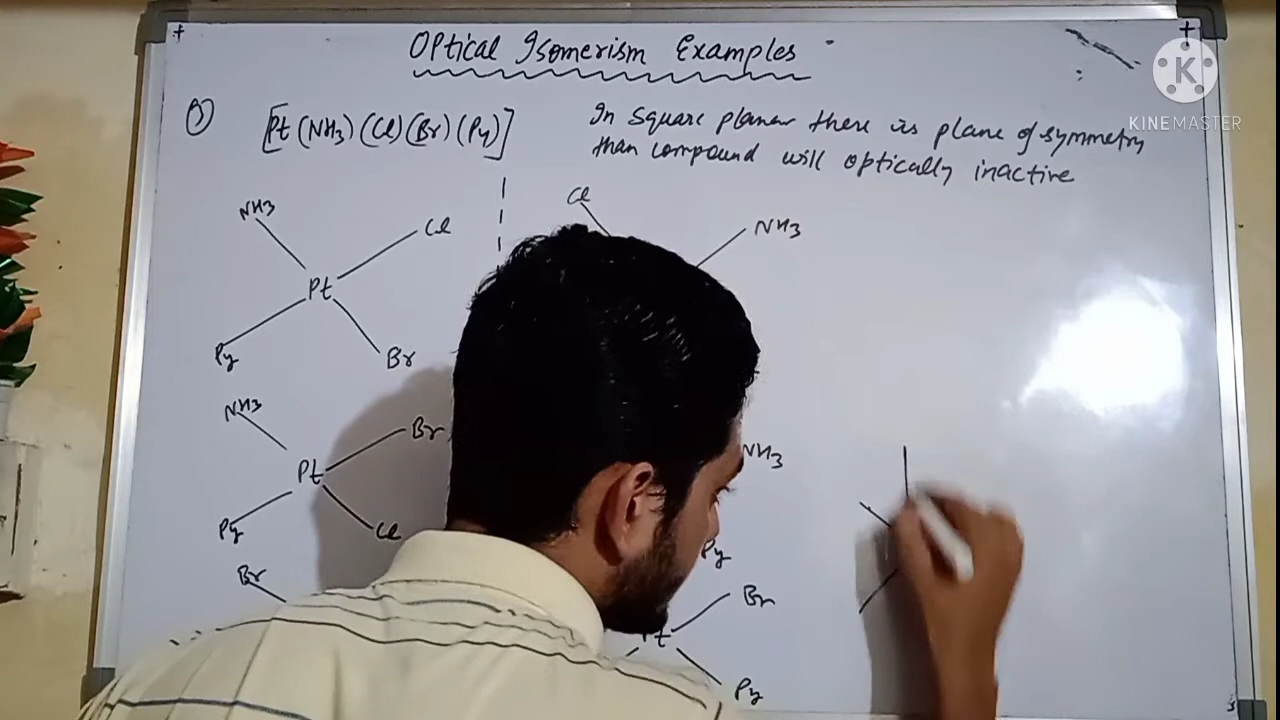 Optical Isomerism Examples
KINEMASTER
Q) [Pt(NH3)(Cl)(Br)(Py)]
In square planar there is plane of symmetry
than compound will optically inactive
NH3 Cl
Pt
Py Br
Cl NH3
NH3 Br
Pt
Py Cl
NH3
Py
Br
Br
Py